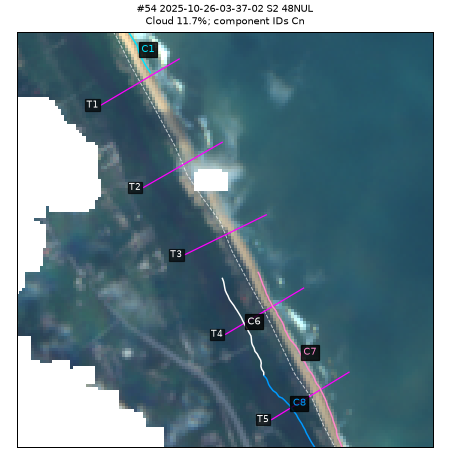 #54 2025-10-26-03-37-02 S2 48NUL
Cloud 11.7%; component IDs Cn
C1
T1
T2
T3
C6
T4
C7
C8
T5